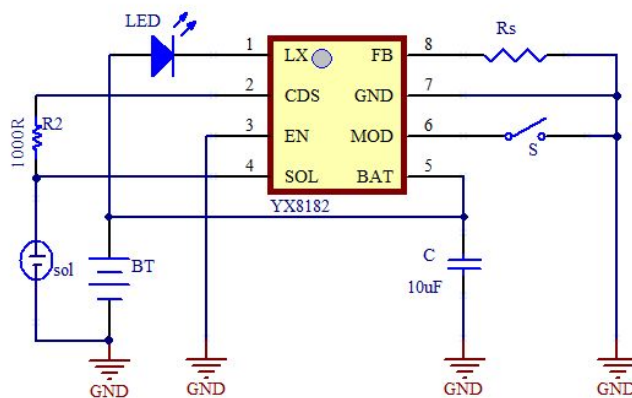 LED
1 LX FB 8 Rs
2 CDS GND 7
R2
1000R
3 EN MOD 6
S
4 SOL BAT 5
YX8182
sol
BT
C
10uF
GND GND GND GND